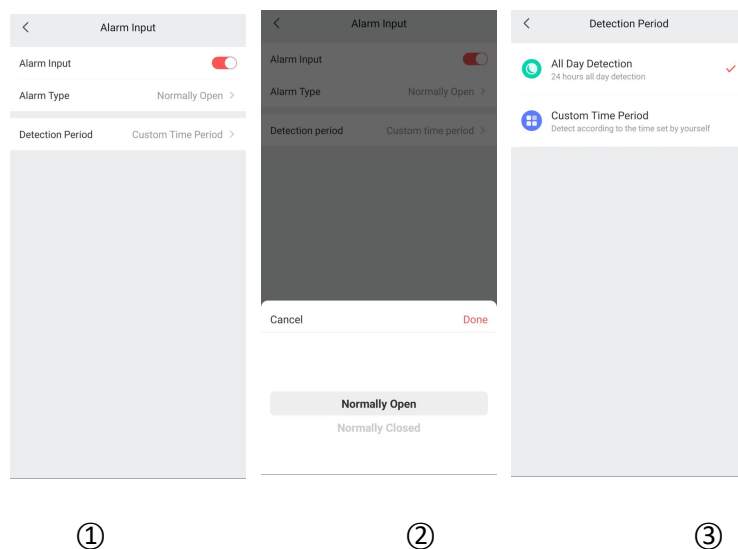 Alarm Input
Alarm Input
Alarm Type Normally Open >
Detection Period Custom Time Period >
①
Alarm Input
Alarm Input
Alarm Type Normally Open >
Detection period Custom time period >
Cancel Done
Normally Open
Normally Closed
②
Detection Period
All Day Detection
24 hours all day detection
Custom Time Period
Detect according to the time set by yourself
③